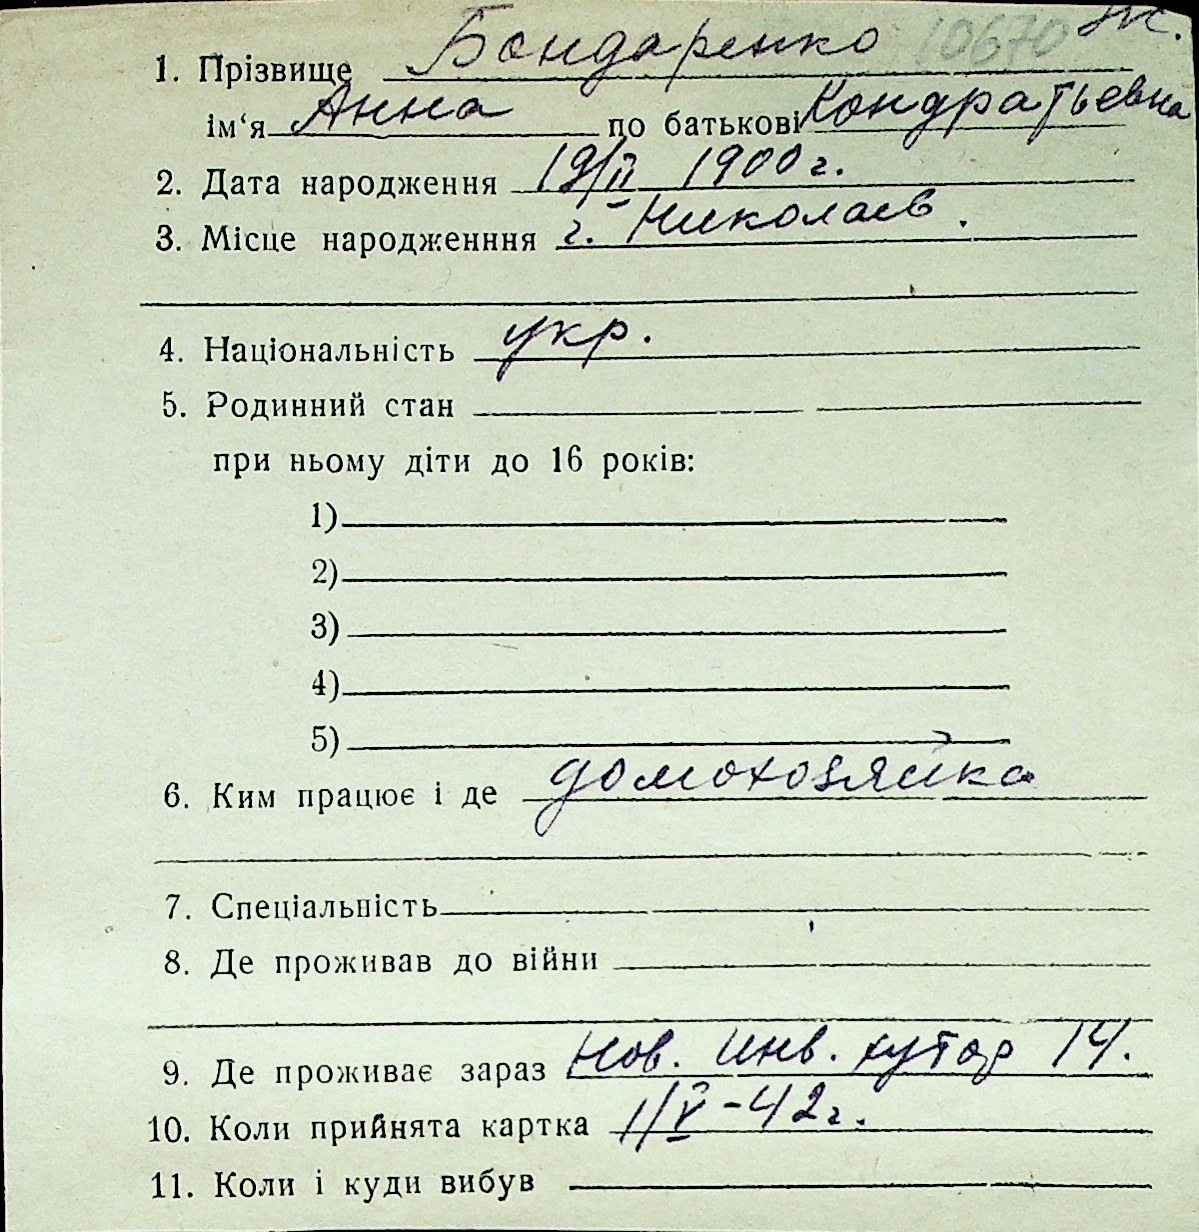 10670 Ж.
1. Прізвище Бондаренко
ім‘я Анна по батькові Кондратьевна
2. Дата народження 19/II 1900 г.
3. Місце народженння г. Николаев.
4. Національність укр.
5. Родинний стан
при ньому діти до 16 років:
1)
2)
3)
4)
5)
6. Ким працює і де домохозяйка
7. Спеціальність
8. Де проживав до війни
9. Де проживає зараз Нов. Инв. хутор 14.
10. Коли прийнята картка 1/V-42 г.
11. Коли і куди вибув